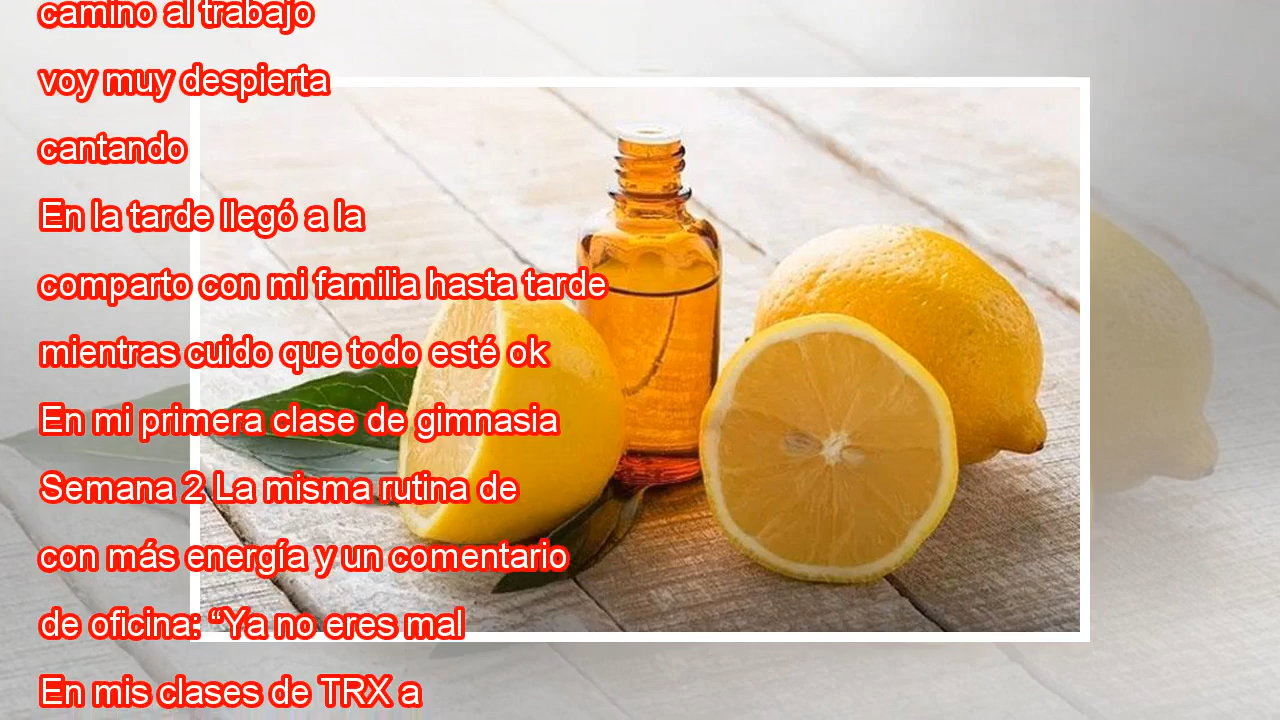 camino al trabajo
voy muy despierta
cantando
En la tarde llegó a la
comparto con mi familia hasta tarde
mientras cuido que todo esté ok
En mi primera clase de gimnasia
Semana 2 La misma rutina de
con más energía y un comentario
de oficina: “Ya no eres mal
En mis clases de TRX a